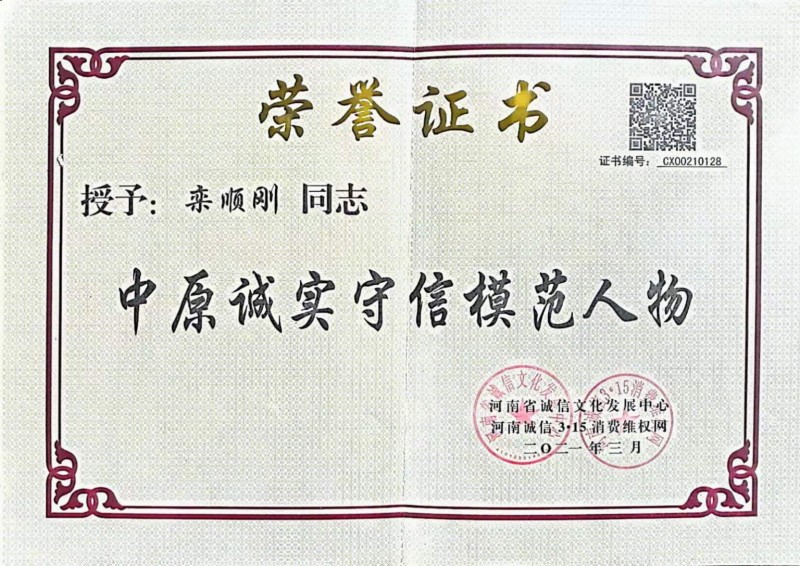 荣誉证书
证书编号: CX00210128
授予: 栾顺刚 同志
中原诚实守信模范人物
河南省诚信文化发展中心
河南诚信3·15消费维权网
二〇二一年三月